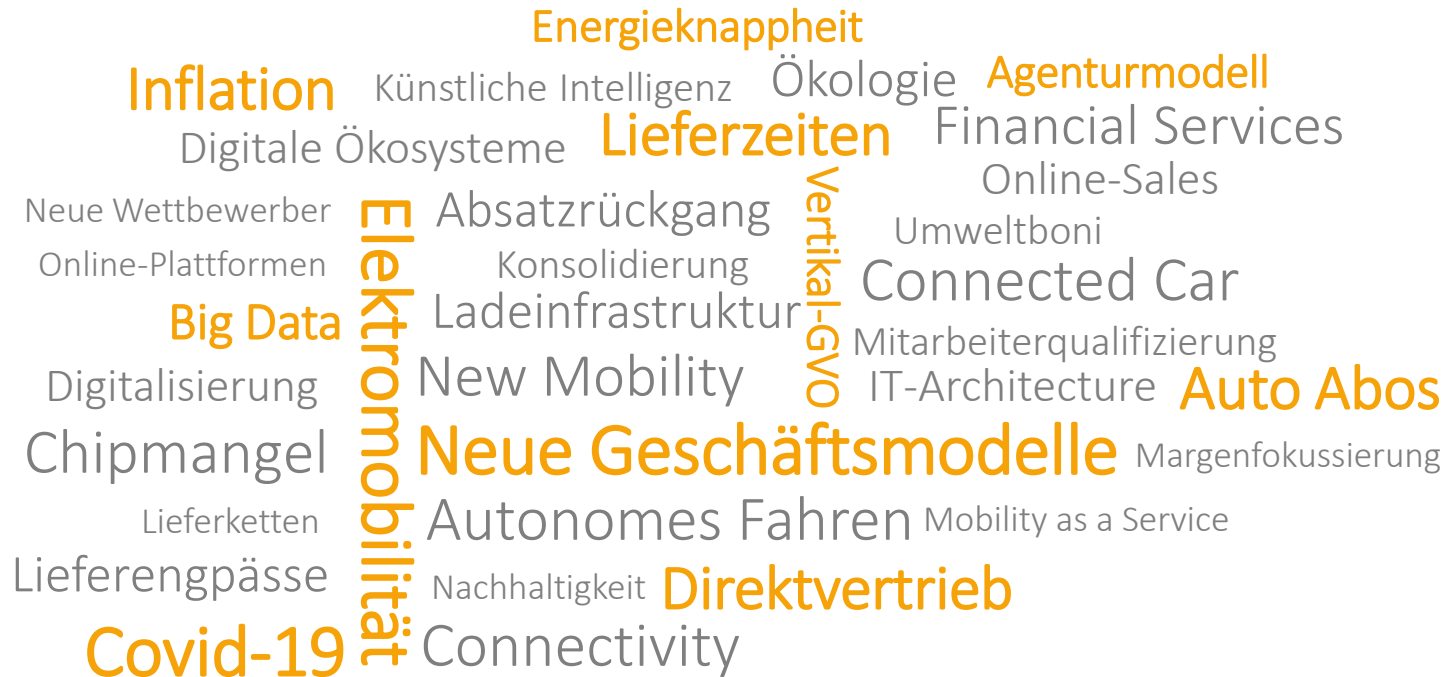 Energieknappheit
Inflation
Künstliche Intelligenz
Ökologie
Agenturmodell
Digitale Ökosysteme
Lieferzeiten
Financial Services
Online-Sales
Neue Wettbewerber
Elektromobilität
Absatzrückgang
Vertikal-GVO
Umweltboni
Online-Plattformen
Konsolidierung
Connected Car
Big Data
Ladeinfrastruktur
Mitarbeiterqualifizierung
Digitalisierung
New Mobility
IT-Architecture
Auto Abos
Chipmangel
Neue Geschäftsmodelle
Margenfokussierung
Lieferketten
Autonomes Fahren
Mobility as a Service
Lieferengpässe
Nachhaltigkeit
Direktvertrieb
Covid-19
Connectivity